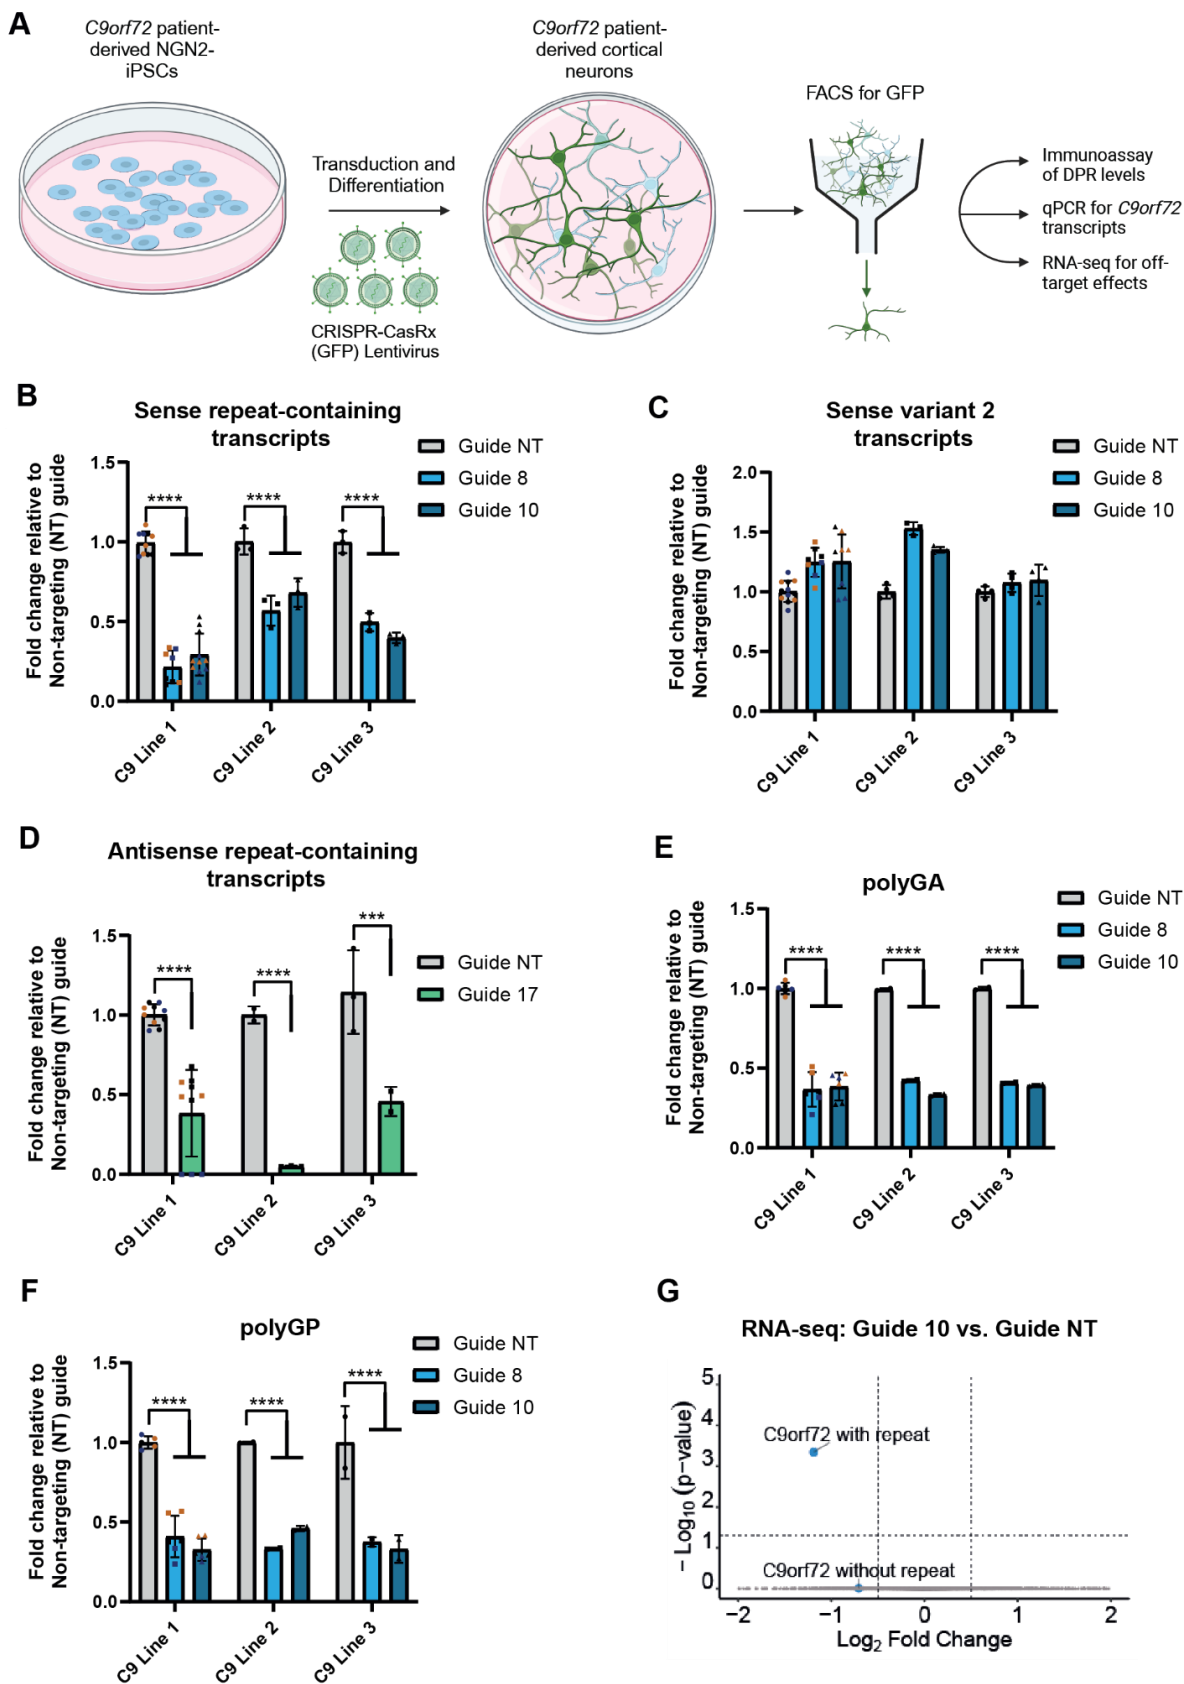 A
C9orf72 patient-
derived NGN2-
iPSCs
Transduction and
Differentiation
CRISPR-CasRx
(GFP) Lentivirus
C9orf72 patient-
derived cortical
neurons
FACS for GFP
Immunoassay
of DPR levels
qPCR for C9orf72
transcripts
RNA-seq for off-
target effects
B
Sense repeat-containing
transcripts
Guide NT
Guide 8
Guide 10
Fold change relative to
Non-targeting (NT) guide
1.5
1.0
0.5
0.0
****
****
****
C9 Line 1
C9 Line 2
C9 Line 3
C
Sense variant 2
transcripts
Guide NT
Guide 8
Guide 10
Fold change relative to
Non-targeting (NT) guide
2.0
1.5
1.0
0.5
0.0
C9 Line 1
C9 Line 2
C9 Line 3
D
Antisense repeat-containing
transcripts
Guide NT
Guide 17
Fold change relative to
Non-targeting (NT) guide
1.5
1.0
0.5
0.0
****
****
***
C9 Line 1
C9 Line 2
C9 Line 3
E
polyGA
Guide NT
Guide 8
Guide 10
Fold change relative to
Non-targeting (NT) guide
1.5
1.0
0.5
0.0
****
****
****
C9 Line 1
C9 Line 2
C9 Line 3
F
polyGP
Guide NT
Guide 8
Guide 10
Fold change relative to
Non-targeting (NT) guide
1.5
1.0
0.5
0.0
****
****
****
C9 Line 1
C9 Line 2
C9 Line 3
G
RNA-seq: Guide 10 vs. Guide NT
− Log10 (p−value)
5
4
3
2
1
0
C9orf72 with repeat
C9orf72 without repeat
−2
−1
0
1
2
Log2 Fold Change